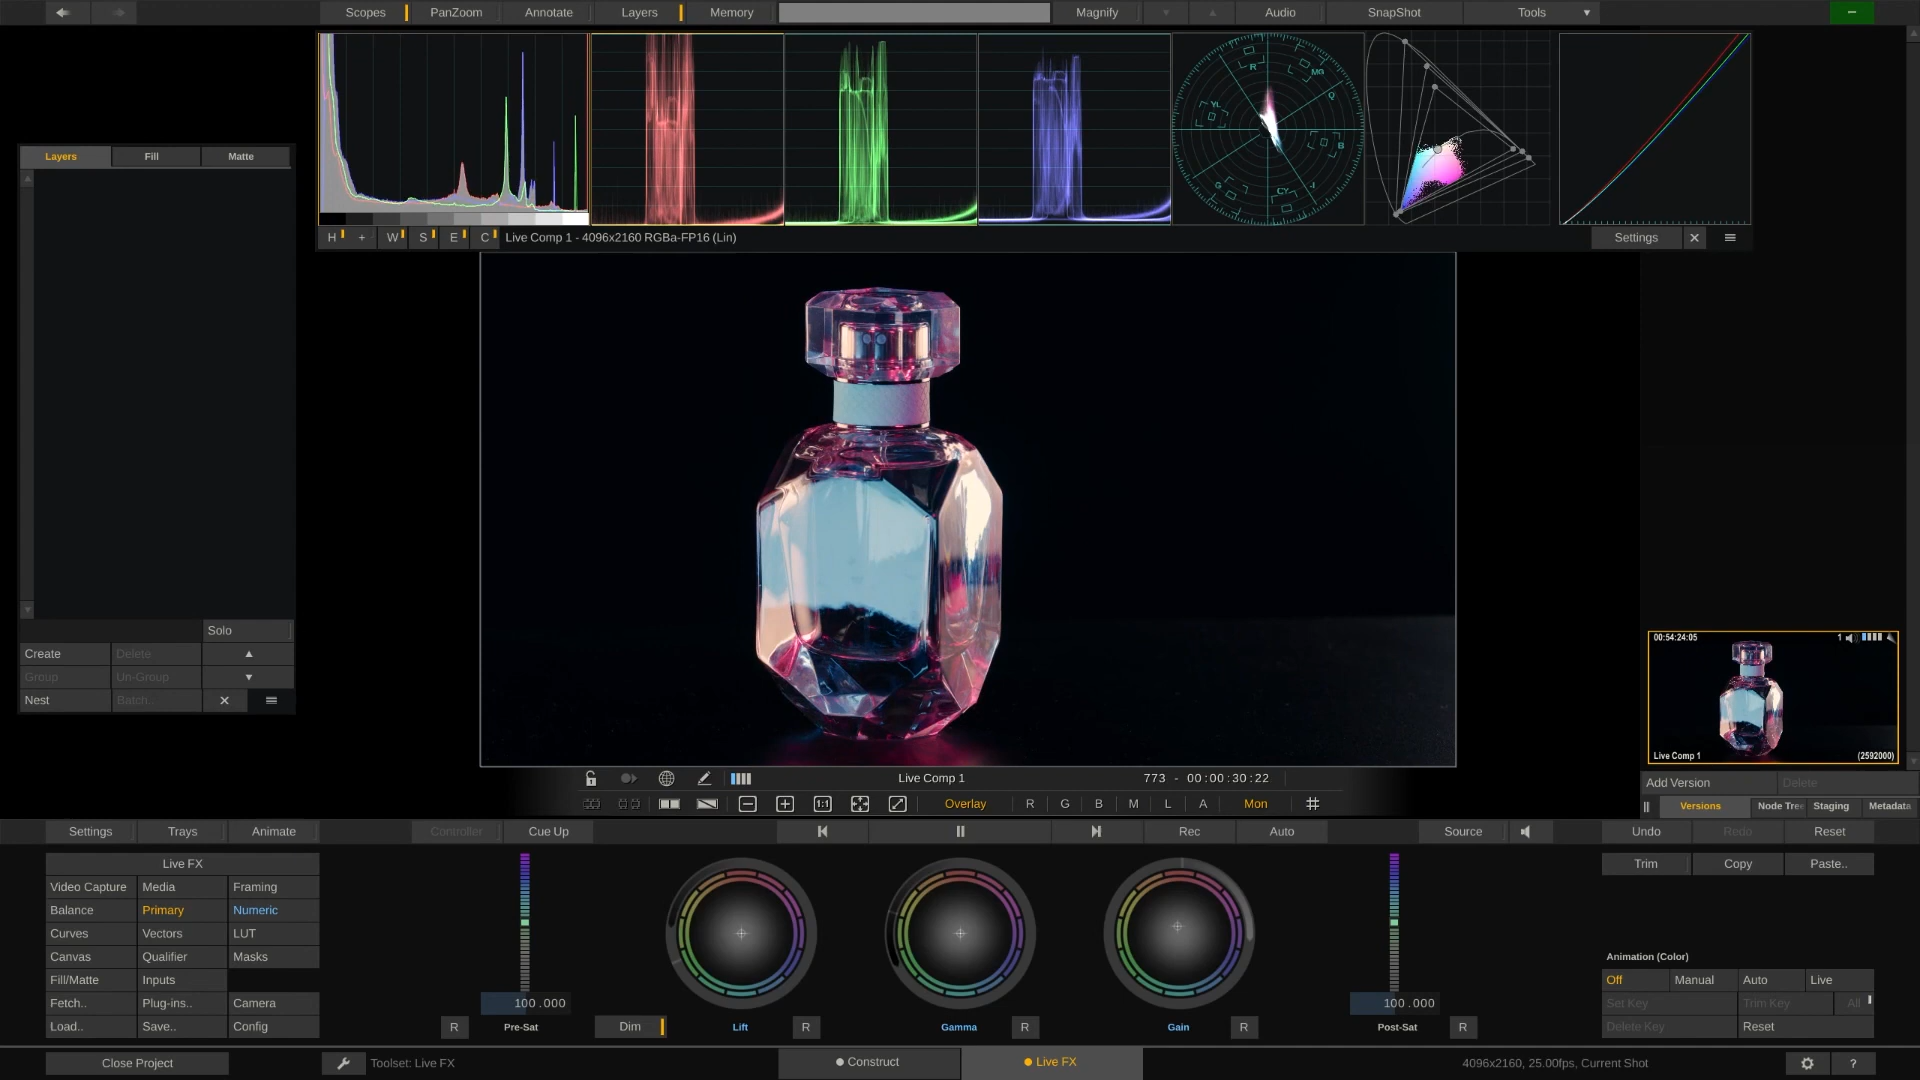 Scopes PanZoom Annotate Layers Memory Magnify Audio SnapShot Tools
R MG Q B -I CY G YL
Layers Fill Matte
H + W S E C Live Comp 1 - 4096x2160 RGBa-FP16 (Lin) Settings
Solo
Create Delete
Group Un-Group
Nest Batch..
00:54:24:05 1
Live Comp 1 (2592000)
Live Comp 1 773 - 00:00:30:22
Add Version Delete
1:1 Overlay R G B M L A Mon
Versions Node Tree Staging Metadata
Settings Trays Animate Controller Cue Up Rec Auto Source Undo Redo Reset
Live FX
Trim Copy Paste..
Video Capture Media Framing
Balance Primary Numeric
Curves Vectors LUT
Canvas Qualifier Masks
Animation (Color)
Fill/Matte Inputs
Off Manual Auto Live
Fetch.. Plug-ins.. Camera
100.000 100.000
Set Key Trim Key All
Load.. Save.. Config
R Pre-Sat Dim Lift R Gamma R Gain R Post-Sat R
Delete Key Reset
Close Project Toolset: Live FX Construct Live FX 4096x2160, 25.00fps, Current Shot ?